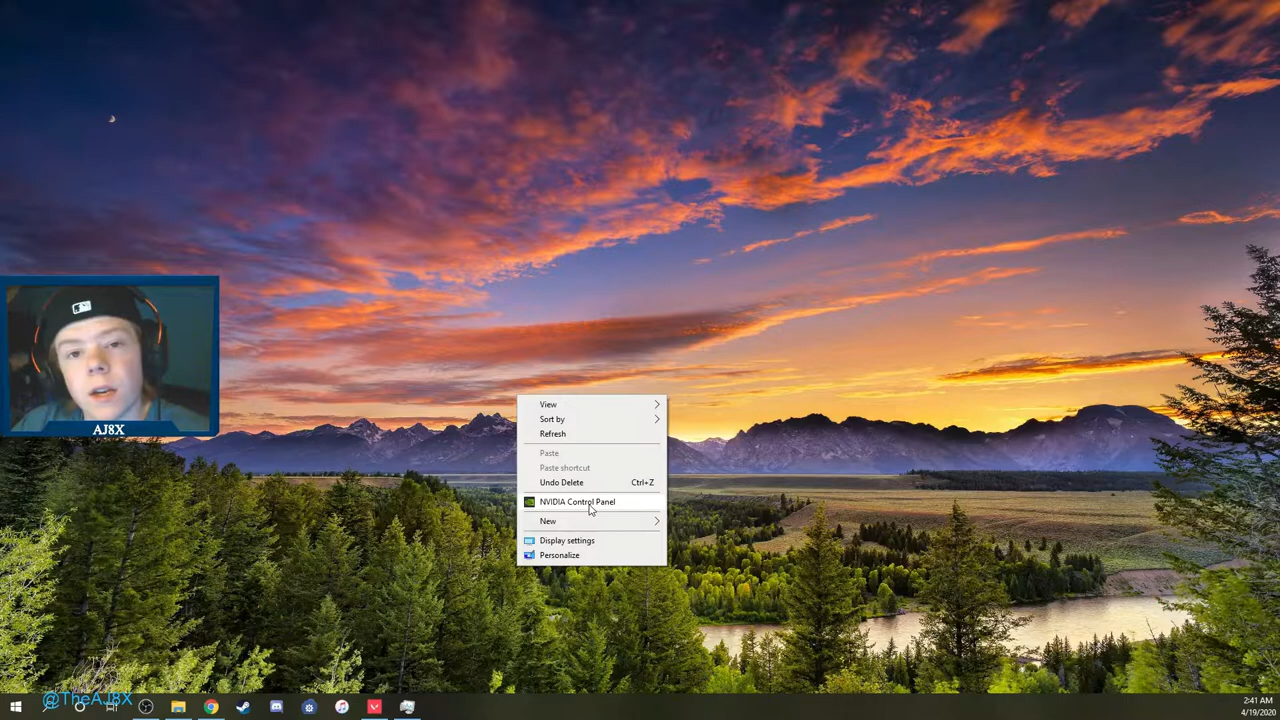 View
Sort by
Refresh
Paste
Paste shortcut
Undo Delete Ctrl+Z
NVIDIA Control Panel
New
Display settings
Personalize
AJ8X
@TheAJ8X
2:41 AM
4/19/2020